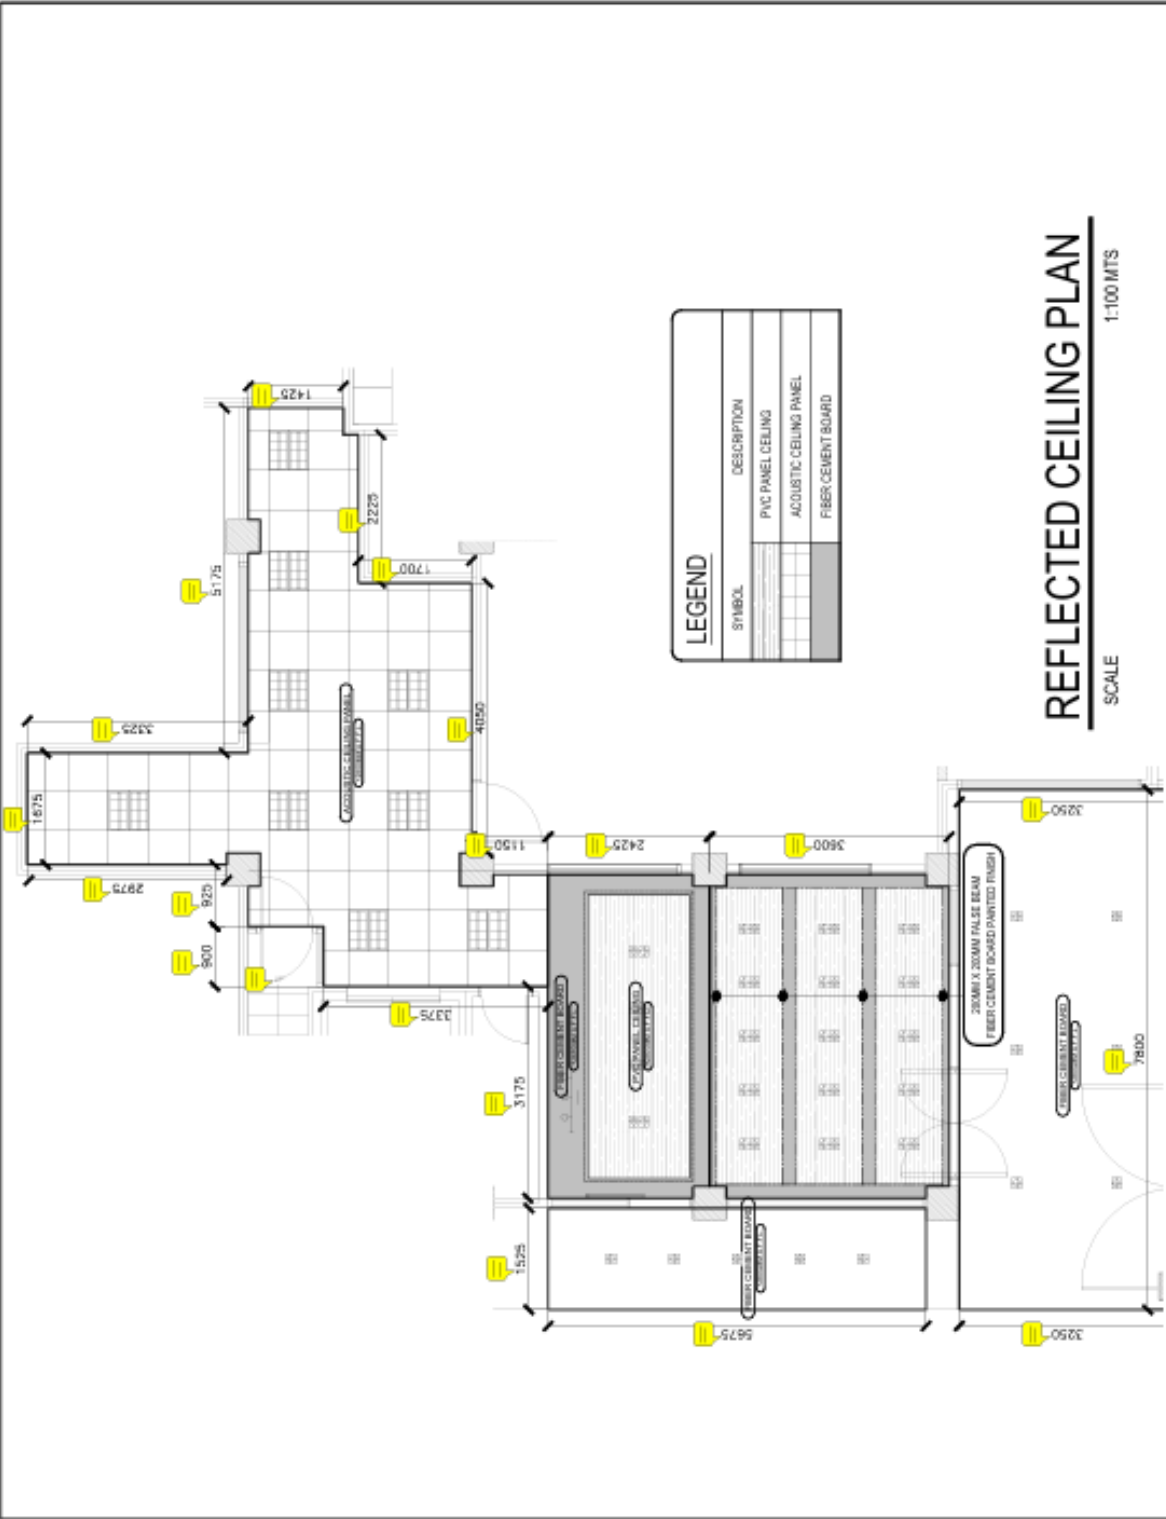 REFLECTED CEILING PLAN
SCALE
1:100 MTS
LEGEND
SYMBOL
DESCRIPTION
PVC PANEL CEILING
ACOUSTIC CEILING PANEL
FIBER CEMENT BOARD
1425
2225
1700
5175
3325
4050
1675
2975
925
900
1150
2425
3600
3375
3175
1525
5675
3250
3250
7800
ACOUSTIC CEILING PANEL
FIBER CEMENT BOARD
PVC PANEL CEILING
FIBER CEMENT BOARD
FIBER CEMENT BOARD
200MM X 200MM FALSE BEAM
FIBER CEMENT BOARD PAINTED FINISH